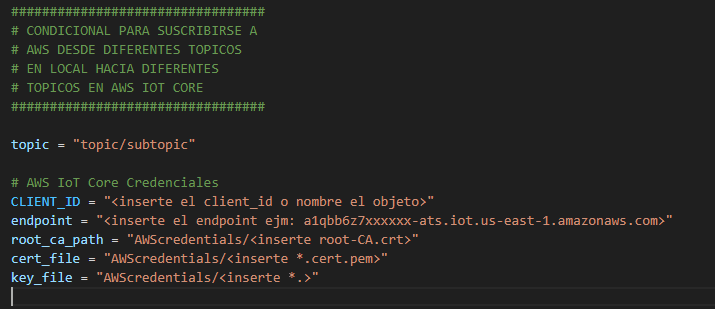 #################################
# CONDICIONAL PARA SUSCRIBIRSE A
# AWS DESDE DIFERENTES TOPICOS
# EN LOCAL HACIA DIFERENTES
# TOPICOS EN AWS IOT CORE
#################################
topic = "topic/subtopic"
# AWS IoT Core Credenciales
CLIENT_ID = "<inserte el client_id o nombre el objeto>"
endpoint = "<inserte el endpoint ejm: a1qbb6z7xxxxxx-ats.iot.us-east-1.amazonaws.com>"
root_ca_path = "AWScredentials/<inserte root-CA.crt>"
cert_file = "AWScredentials/<inserte *.cert.pem>"
key_file = "AWScredentials/<inserte *.>"